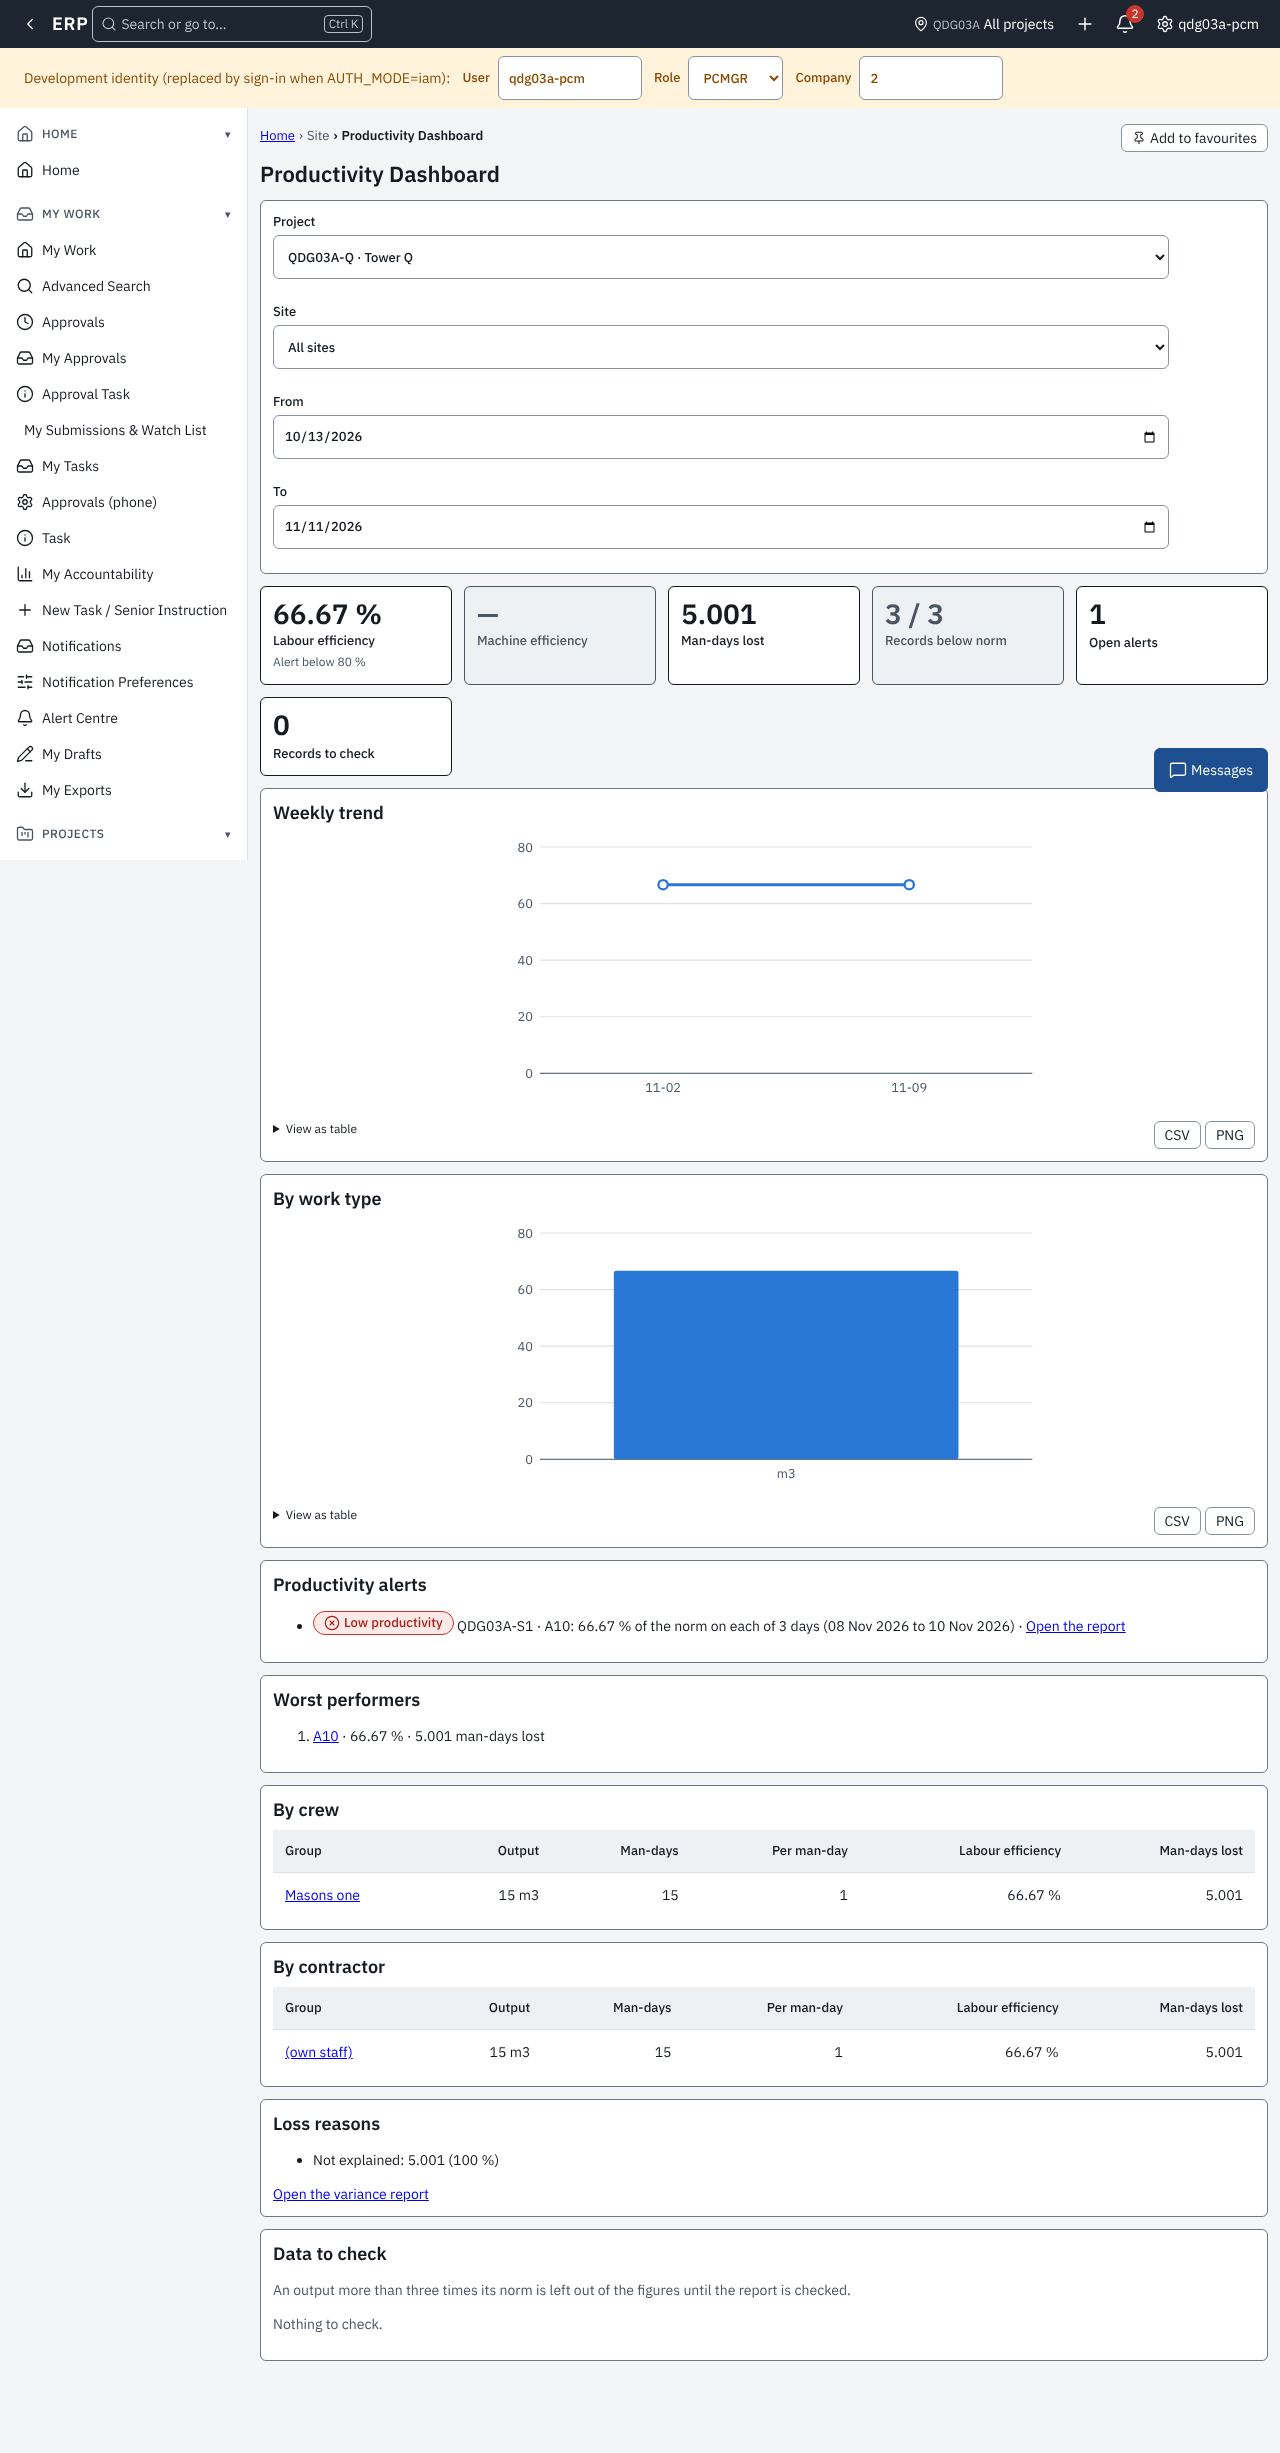 ERP
Search or go to...
Ctrl K
QDG03A All projects
2
qdg03a-pcm
Development identity (replaced by sign-in when AUTH_MODE=iam): User qdg03a-pcm Role PCMGR Company 2
HOME
Home
MY WORK
My Work
Advanced Search
Approvals
My Approvals
Approval Task
My Submissions & Watch List
My Tasks
Approvals (phone)
Task
My Accountability
New Task / Senior Instruction
Notifications
Notification Preferences
Alert Centre
My Drafts
My Exports
PROJECTS
Home › Site › Productivity Dashboard
Add to favourites
Productivity Dashboard
Project
QDG03A-Q · Tower Q
Site
All sites
From
10/13/2026
To
11/11/2026
66.67 %
Labour efficiency
Alert below 80 %
—
Machine efficiency
5.001
Man-days lost
3 / 3
Records below norm
1
Open alerts
0
Records to check
Messages
Weekly trend
80
60
40
20
0
11-02 11-09
View as table
CSV PNG
By work type
80
60
40
20
0
m3
View as table
CSV PNG
Productivity alerts
Low productivity QDG03A-S1 · A10: 66.67 % of the norm on each of 3 days (08 Nov 2026 to 10 Nov 2026) · Open the report
Worst performers
1. A10 · 66.67 % · 5.001 man-days lost
By crew
Group Output Man-days Per man-day Labour efficiency Man-days lost
Masons one 15 m3 15 1 66.67 % 5.001
By contractor
Group Output Man-days Per man-day Labour efficiency Man-days lost
(own staff) 15 m3 15 1 66.67 % 5.001
Loss reasons
Not explained: 5.001 (100 %)
Open the variance report
Data to check
An output more than three times its norm is left out of the figures until the report is checked.
Nothing to check.